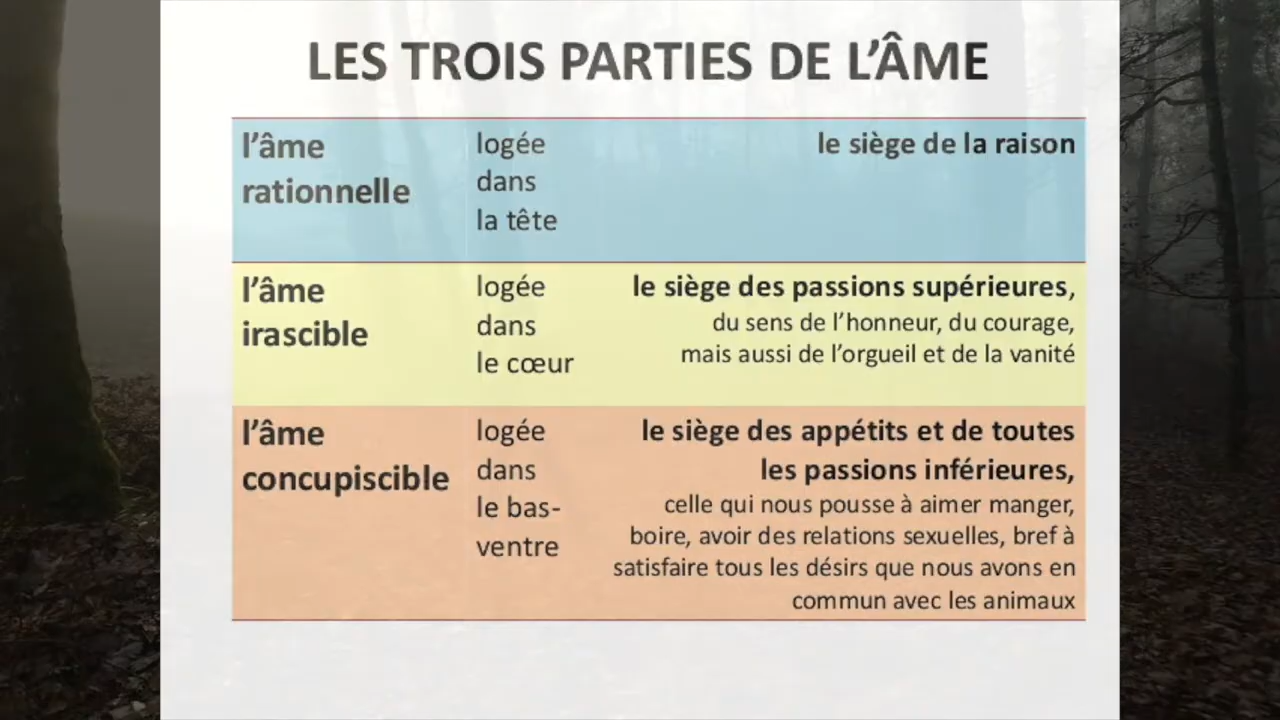 LES TROIS PARTIES DE L'ÂME
l'âme
rationnelle
logée
dans
la tête
le siège de la raison
l'âme
irascible
logée
dans
le cœur
le siège des passions supérieures,
du sens de l'honneur, du courage,
mais aussi de l'orgueil et de la vanité
l'âme
concupiscible
logée
dans
le bas-
ventre
le siège des appétits et de toutes
les passions inférieures,
celle qui nous pousse à aimer manger,
boire, avoir des relations sexuelles, bref à
satisfaire tous les désirs que nous avons en
commun avec les animaux